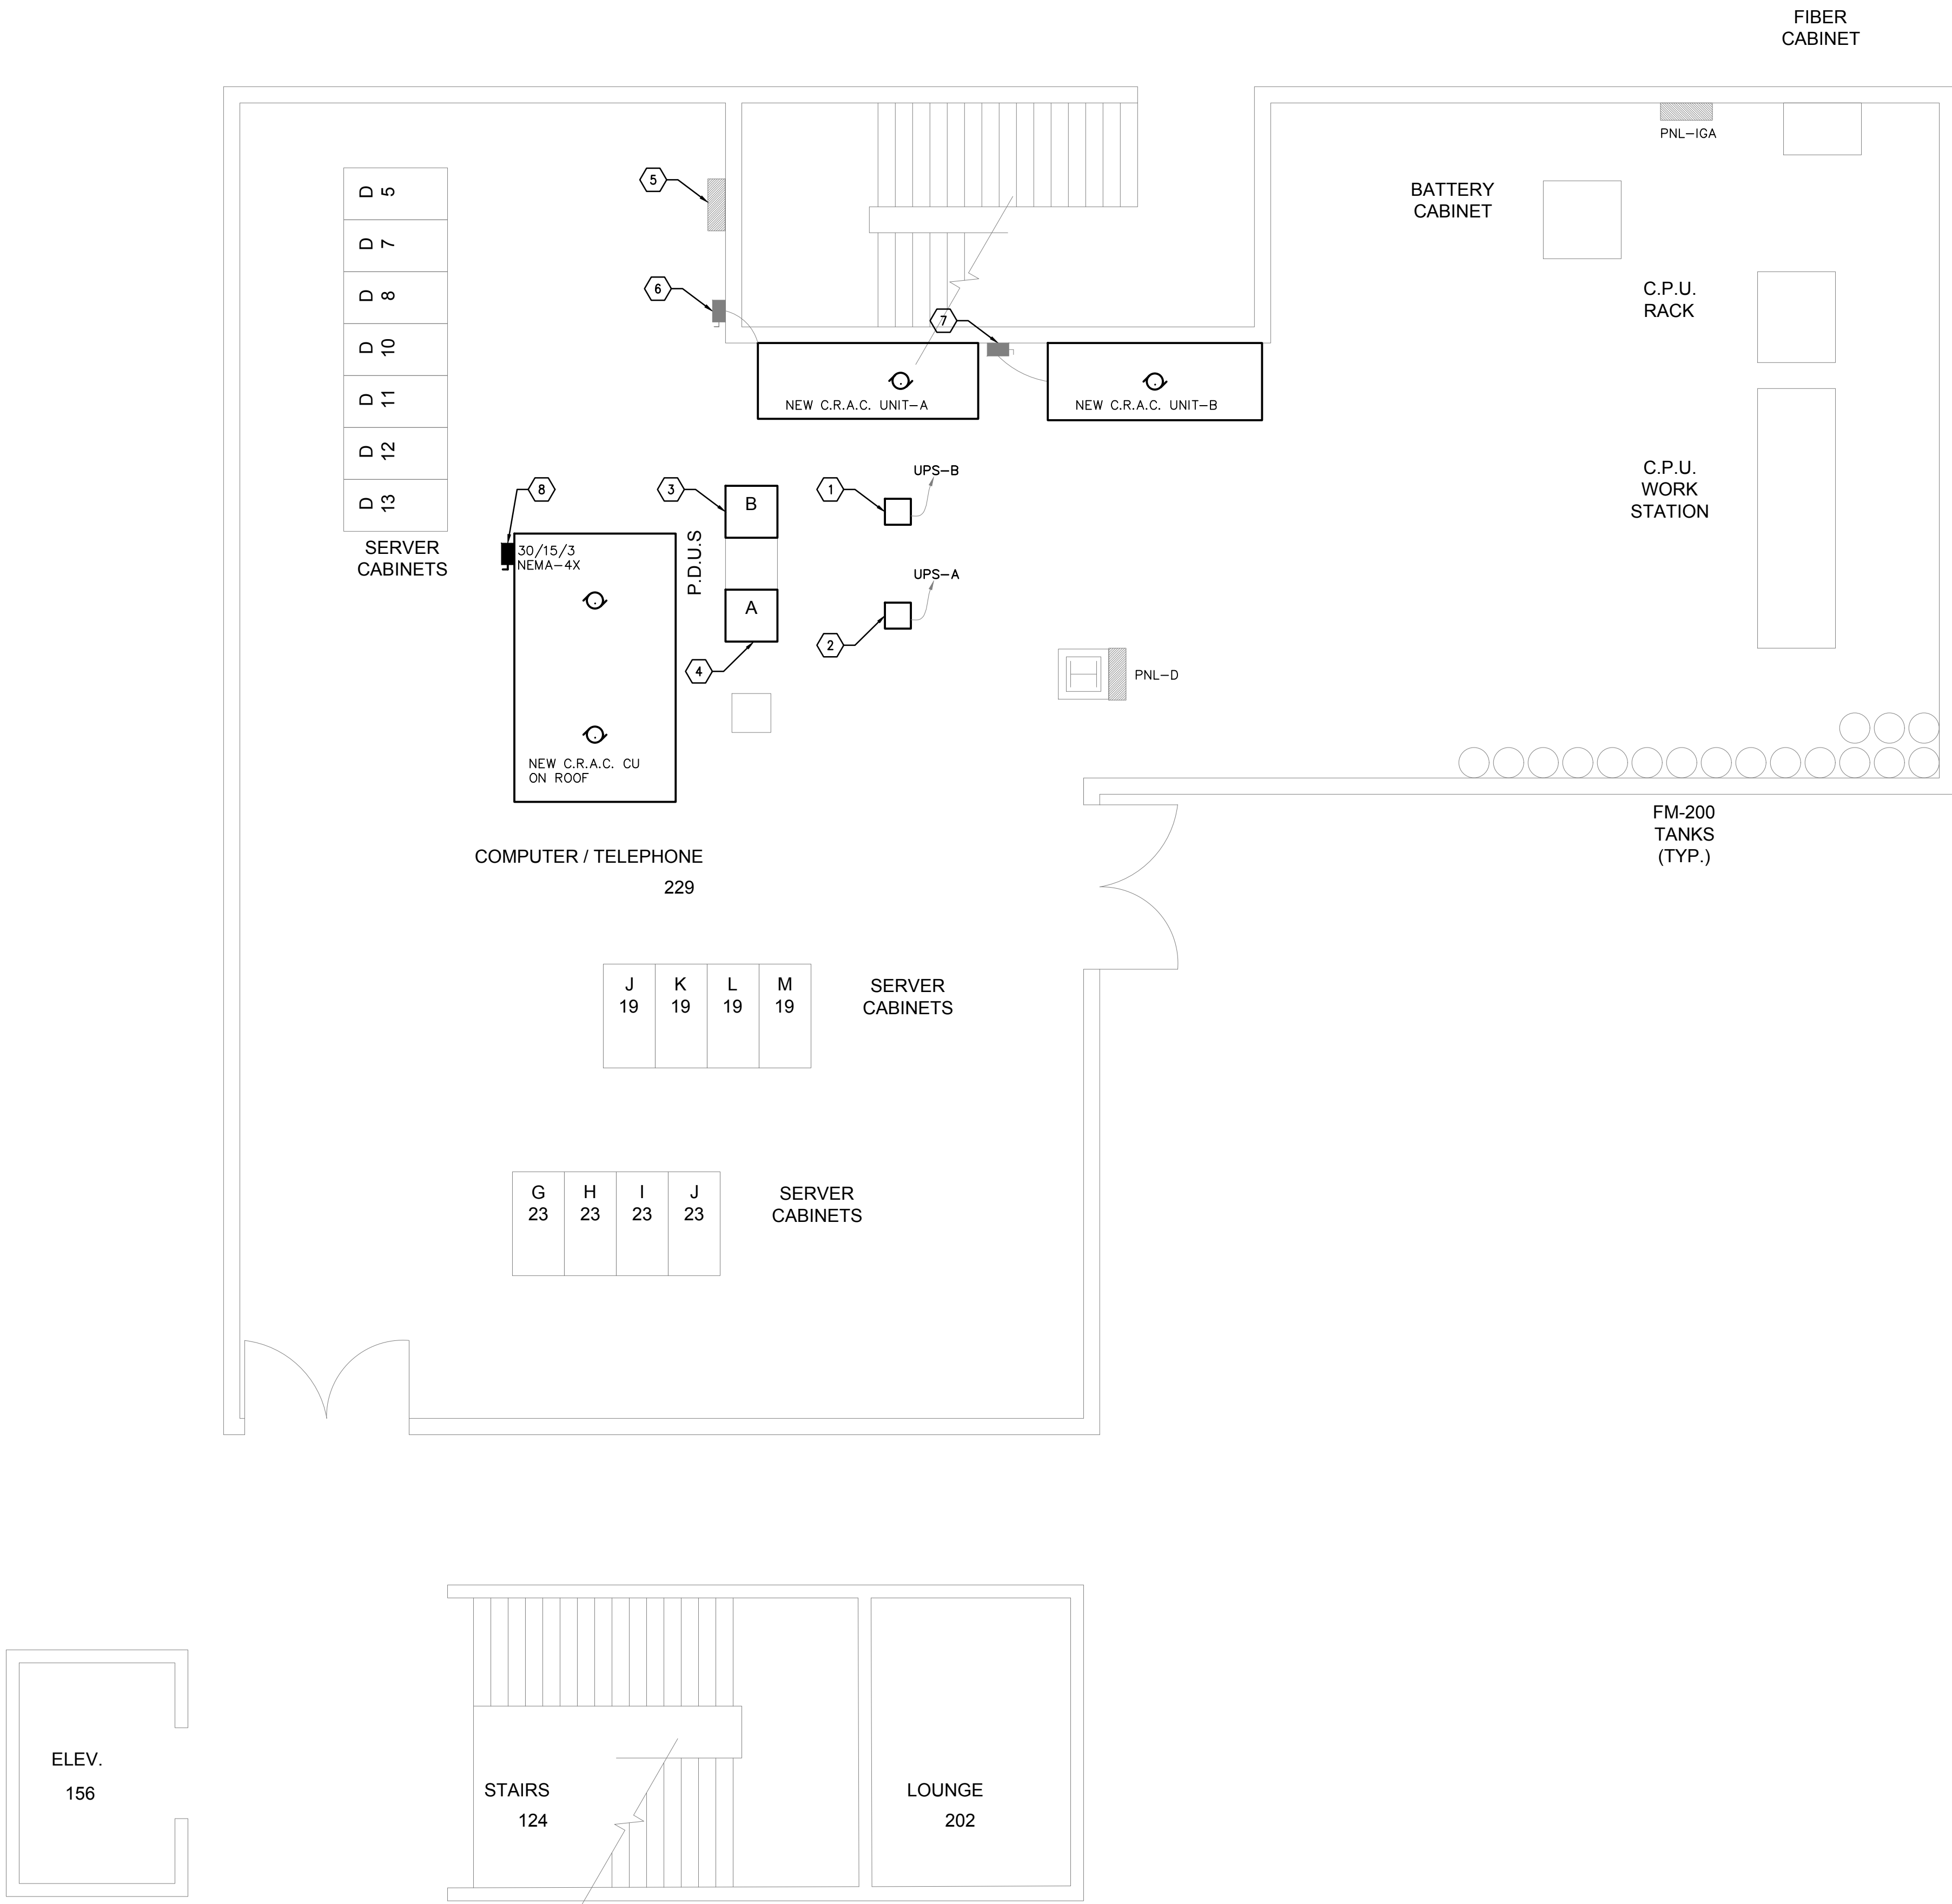 FIBER
CABINET
PNL-IGA
BATTERY
CABINET
D 5
D 7
D 8
D 10
D 11
D 12
D 13
SERVER
CABINETS
5
6
7
C.P.U.
RACK
NEW C.R.A.C. UNIT-A
NEW C.R.A.C. UNIT-B
C.P.U.
WORK
STATION
8
3
B
1
UPS-B
30/15/3
NEMA-4X
P.D.U.S
A
UPS-A
2
4
H
PNL-D
NEW C.R.A.C. CU
ON ROOF
FM-200
TANKS
(TYP.)
COMPUTER / TELEPHONE
229
J
19
K
19
L
19
M
19
SERVER
CABINETS
G
23
H
23
I
23
J
23
SERVER
CABINETS
ELEV.
156
STAIRS
124
LOUNGE
202